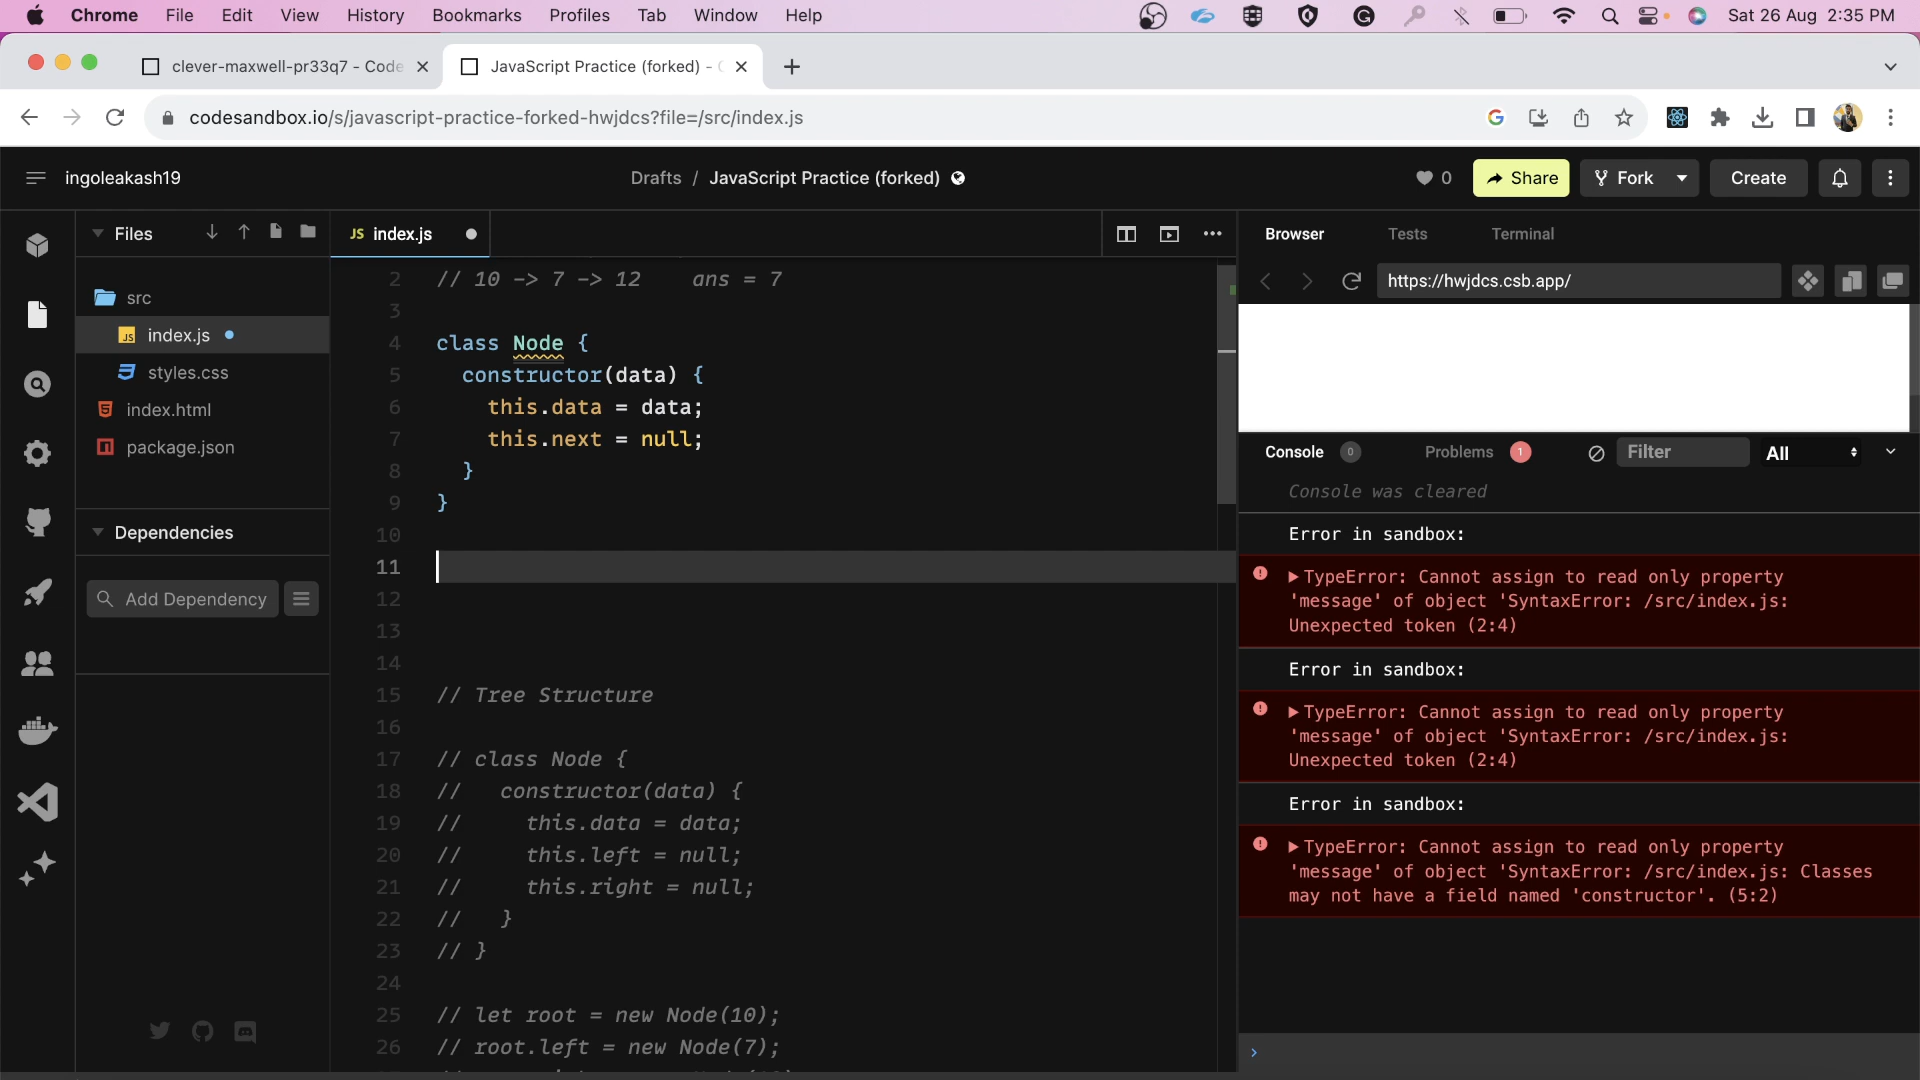 Chrome File Edit View History Bookmarks Profiles Tab Window Help Sat 26 Aug 2:35 PM
clever-maxwell-pr33q7 - Code JavaScript Practice (forked) -
codesandbox.io/s/javascript-practice-forked-hwjdcs?file=/src/index.js
ingoleakash19 Drafts / JavaScript Practice (forked) 0 Share Fork Create
Files
src
index.js
styles.css
index.html
package.json
Dependencies
Add Dependency
JS index.js
2 // 10 -> 7 -> 12    ans = 7
3
4 class Node {
5   constructor(data) {
6     this.data = data;
7     this.next = null;
8   }
9 }
10
11
12
13
14
15 // Tree Structure
16
17 // class Node {
18 //   constructor(data) {
19 //     this.data = data;
20 //     this.left = null;
21 //     this.right = null;
22 //   }
23 // }
24
25 // let root = new Node(10);
26 // root.left = new Node(7);
Browser Tests Terminal
https://hwjdcs.csb.app/
Console 0 Problems 1 Filter All
Console was cleared
Error in sandbox:
TypeError: Cannot assign to read only property
'message' of object 'SyntaxError: /src/index.js:
Unexpected token (2:4)
Error in sandbox:
TypeError: Cannot assign to read only property
'message' of object 'SyntaxError: /src/index.js:
Unexpected token (2:4)
Error in sandbox:
TypeError: Cannot assign to read only property
'message' of object 'SyntaxError: /src/index.js: Classes
may not have a field named 'constructor'. (5:2)